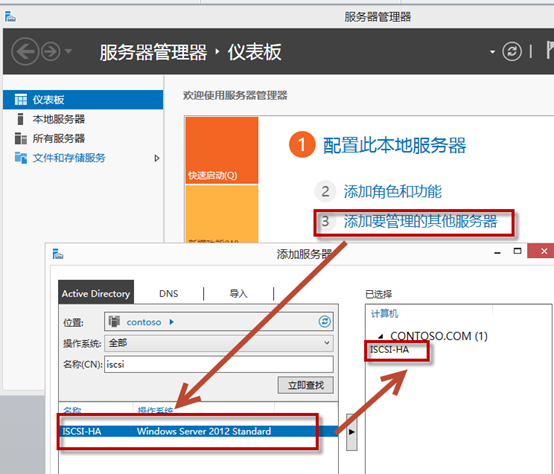 服务器管理器
服务器管理器 · 仪表板
仪表板
本地服务器
所有服务器
文件和存储服务
欢迎使用服务器管理器
快速启动(Q)
1 配置此本地服务器
2 添加角色和功能
3 添加要管理的其他服务器
添加服务器
Active Directory
DNS
导入
位置:
contoso
操作系统:
全部
名称(CN):
iscsi
立即查找
名称
操作系统
ISCSI-HA
Windows Server 2012 Standard
已选择
计算机
CONTOSO.COM (1)
ISCSI-HA